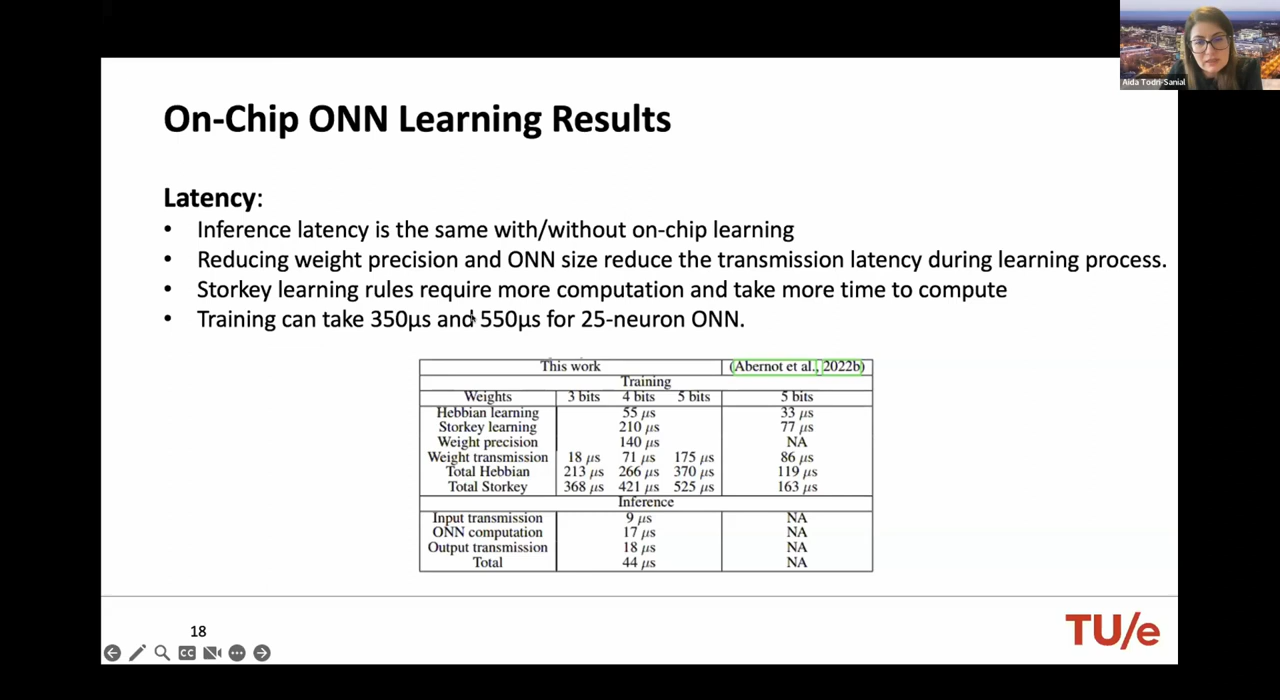 Aida Todri-Sanial
On-Chip ONN Learning Results
Latency:
• Inference latency is the same with/without on-chip learning
• Reducing weight precision and ONN size reduce the transmission latency during learning process.
• Storkey learning rules require more computation and take more time to compute
• Training can take 350µs and 550µs for 25-neuron ONN.
This work (Abernot et al., 2022b)
Training
Weights 3 bits 4 bits 5 bits 5 bits
Hebbian learning 55 µs 33 µs
Storkey learning 210 µs 77 µs
Weight precision 140 µs NA
Weight transmission 18 µs 71 µs 175 µs 86 µs
Total Hebbian 213 µs 266 µs 370 µs 119 µs
Total Storkey 368 µs 421 µs 525 µs 163 µs
Inference
Input transmission 9 µs NA
ONN computation 17 µs NA
Output transmission 18 µs NA
Total 44 µs NA
18
TU/e
CC